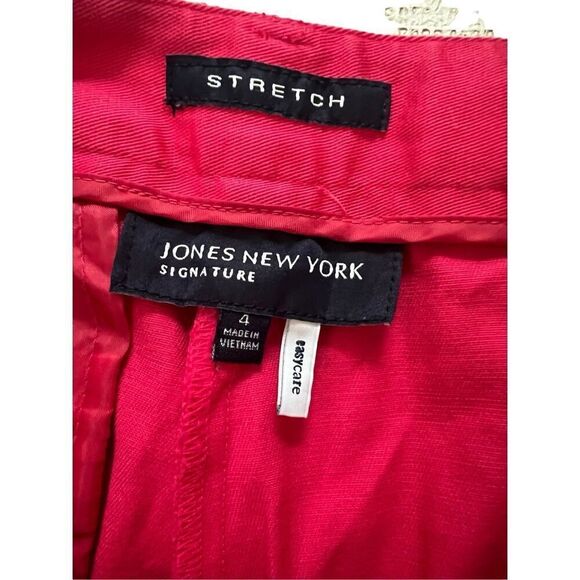 STRETCH
JONES NEW YORK
SIGNATURE
4
MADE IN
VIETNAM
easycare